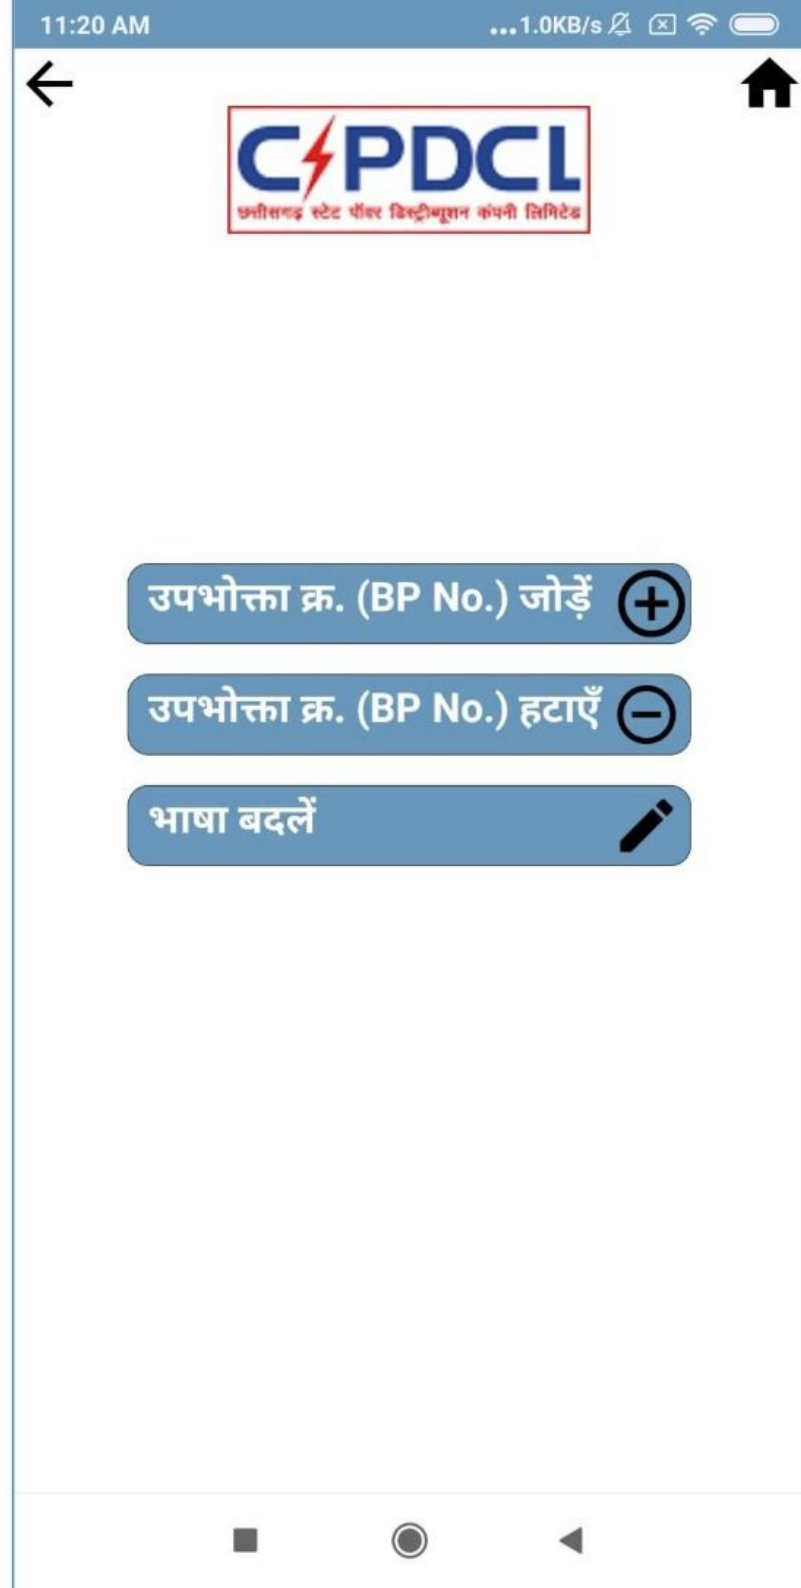 11:20 AM ...1.0KB/s
CSPDCL
छत्तीसगढ़ स्टेट पॉवर डिस्ट्रीब्यूशन कंपनी लिमिटेड
उपभोक्ता क्र. (BP No.) जोड़ें
उपभोक्ता क्र. (BP No.) हटाएँ
भाषा बदलें